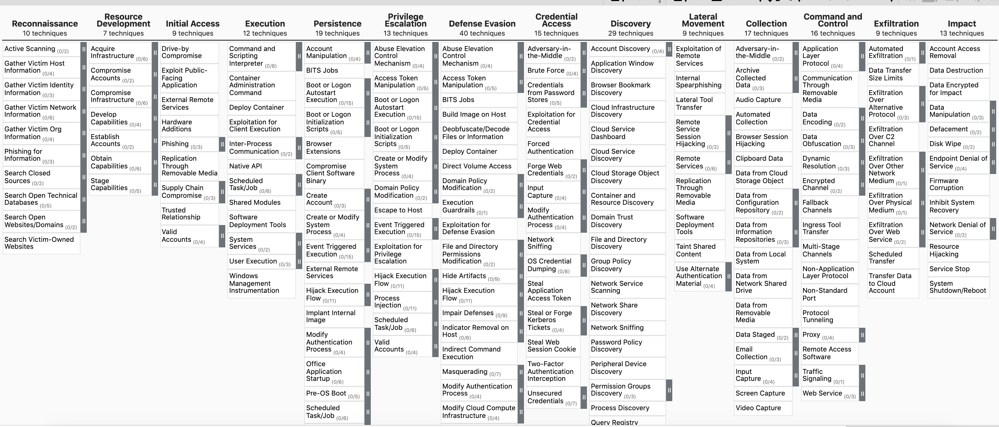 Reconnaissance
10 techniques
Active Scanning (0/2)
Gather Victim Host
Information (0/4)
Gather Victim Identity
Information (0/3)
Gather Victim Network
Information (0/6)
Gather Victim Org
Information (0/4)
Phishing for
Information (0/3)
Search Closed
Sources (0/2)
Search Open Technical
Databases (0/5)
Search Open
Websites/Domains (0/2)
Search Victim-Owned
Websites
Resource
Development
7 techniques
Acquire
Infrastructure (0/6)
Compromise
Accounts (0/2)
Compromise
Infrastructure (0/6)
Develop
Capabilities (0/4)
Establish
Accounts (0/2)
Obtain
Capabilities (0/6)
Stage
Capabilities (0/5)
Initial Access
9 techniques
Drive-by
Compromise
Exploit Public-
Facing
Application
External Remote
Services
Hardware
Additions
Phishing (0/3)
Replication
Through
Removable Media
Supply Chain
Compromise (0/3)
Trusted
Relationship
Valid
Accounts (0/4)
Execution
12 techniques
Command and
Scripting
Interpreter (0/8)
Container
Administration
Command
Deploy Container
Exploitation for
Client Execution
Inter-Process
Communication (0/2)
Native API
Scheduled
Task/Job (0/6)
Shared Modules
Software
Deployment Tools
System
Services (0/2)
User Execution (0/3)
Windows
Management
Instrumentation
Persistence
19 techniques
Account
Manipulation (0/4)
BITS Jobs
Boot or Logon
Autostart
Execution (0/15)
Boot or Logon
Initialization
Scripts (0/5)
Browser
Extensions
Compromise
Client Software
Binary
Create
Account (0/3)
Create or Modify
System
Process (0/4)
Event Triggered
Execution (0/15)
External Remote
Services
Hijack Execution
Flow (0/11)
Implant Internal
Image
Modify
Authentication
Process (0/4)
Office
Application
Startup (0/6)
Pre-OS Boot (0/5)
Scheduled
Task/Job (0/6)
Privilege
Escalation
13 techniques
Abuse Elevation
Control
Mechanism (0/4)
Access Token
Manipulation (0/5)
Boot or Logon
Autostart
Execution (0/15)
Boot or Logon
Initialization
Scripts (0/5)
Create or Modify
System
Process (0/4)
Domain Policy
Modification (0/2)
Escape to Host
Event Triggered
Execution (0/15)
Exploitation for
Privilege
Escalation
Hijack Execution
Flow (0/11)
Process
Injection (0/11)
Scheduled
Task/Job (0/6)
Valid
Accounts (0/4)
Defense Evasion
40 techniques
Abuse Elevation
Control
Mechanism (0/4)
Access Token
Manipulation (0/5)
BITS Jobs
Build Image on Host
Deobfuscate/Decode
Files or Information
Deploy Container
Direct Volume Access
Domain Policy
Modification (0/2)
Execution
Guardrails (0/1)
Exploitation for
Defense Evasion
File and Directory
Permissions
Modification (0/2)
Hide Artifacts (0/9)
Hijack Execution
Flow (0/11)
Impair Defenses (0/9)
Indicator Removal on
Host (0/6)
Indirect Command
Execution
Masquerading (0/7)
Modify Authentication
Process (0/4)
Modify Cloud Compute
Infrastructure (0/4)
Credential
Access
15 techniques
Adversary-in-
the-Middle (0/2)
Brute Force (0/4)
Credentials
from Password
Stores (0/5)
Exploitation for
Credential
Access
Forced
Authentication
Forge Web
Credentials (0/2)
Input
Capture (0/4)
Modify
Authentication
Process (0/4)
Network
Sniffing
OS Credential
Dumping (0/8)
Steal
Application
Access Token
Steal or Forge
Kerberos
Tickets (0/4)
Steal Web
Session Cookie
Two-Factor
Authentication
Interception
Unsecured
Credentials (0/7)
Discovery
29 techniques
Account Discovery (0/4)
Application Window
Discovery
Browser Bookmark
Discovery
Cloud Infrastructure
Discovery
Cloud Service
Dashboard
Cloud Service
Discovery
Cloud Storage Object
Discovery
Container and
Resource Discovery
Domain Trust
Discovery
File and Directory
Discovery
Group Policy
Discovery
Network Service
Scanning
Network Share
Discovery
Network Sniffing
Password Policy
Discovery
Peripheral Device
Discovery
Permission Groups
Discovery (0/3)
Process Discovery
Query Registry
Lateral
Movement
9 techniques
Exploitation of
Remote
Services
Internal
Spearphishing
Lateral Tool
Transfer
Remote
Service
Session
Hijacking (0/2)
Remote
Services (0/6)
Replication
Through
Removable
Media
Software
Deployment
Tools
Taint Shared
Content
Use Alternate
Authentication
Material (0/4)
Collection
17 techniques
Adversary-in-
the-Middle (0/2)
Archive
Collected
Data (0/3)
Audio Capture
Automated
Collection
Browser Session
Hijacking
Clipboard Data
Data from Cloud
Storage Object
Data from
Configuration
Repository (0/2)
Data from
Information
Repositories (0/3)
Data from Local
System
Data from
Network Shared
Drive
Data from
Removable
Media
Data Staged (0/2)
Email
Collection (0/3)
Input
Capture (0/4)
Screen Capture
Video Capture
Command and
Control
16 techniques
Application
Layer
Protocol (0/4)
Communication
Through
Removable
Media
Data
Encoding (0/2)
Data
Obfuscation (0/3)
Dynamic
Resolution (0/3)
Encrypted
Channel (0/2)
Fallback
Channels
Ingress Tool
Transfer
Multi-Stage
Channels
Non-Application
Layer Protocol
Non-Standard
Port
Protocol
Tunneling
Proxy (0/4)
Remote Access
Software
Traffic
Signaling (0/1)
Web Service (0/3)
Exfiltration
9 techniques
Automated
Exfiltration (0/1)
Data Transfer
Size Limits
Exfiltration
Over
Alternative
Protocol (0/3)
Exfiltration
Over C2
Channel
Exfiltration
Over Other
Network
Medium (0/1)
Exfiltration
Over Physical
Medium (0/1)
Exfiltration
Over Web
Service (0/2)
Scheduled
Transfer
Transfer Data
to Cloud
Account
Impact
13 techniques
Account Access
Removal
Data Destruction
Data Encrypted
for Impact
Data
Manipulation (0/3)
Defacement (0/2)
Disk Wipe (0/2)
Endpoint Denial of
Service (0/4)
Firmware
Corruption
Inhibit System
Recovery
Network Denial of
Service (0/2)
Resource
Hijacking
Service Stop
System
Shutdown/Reboot